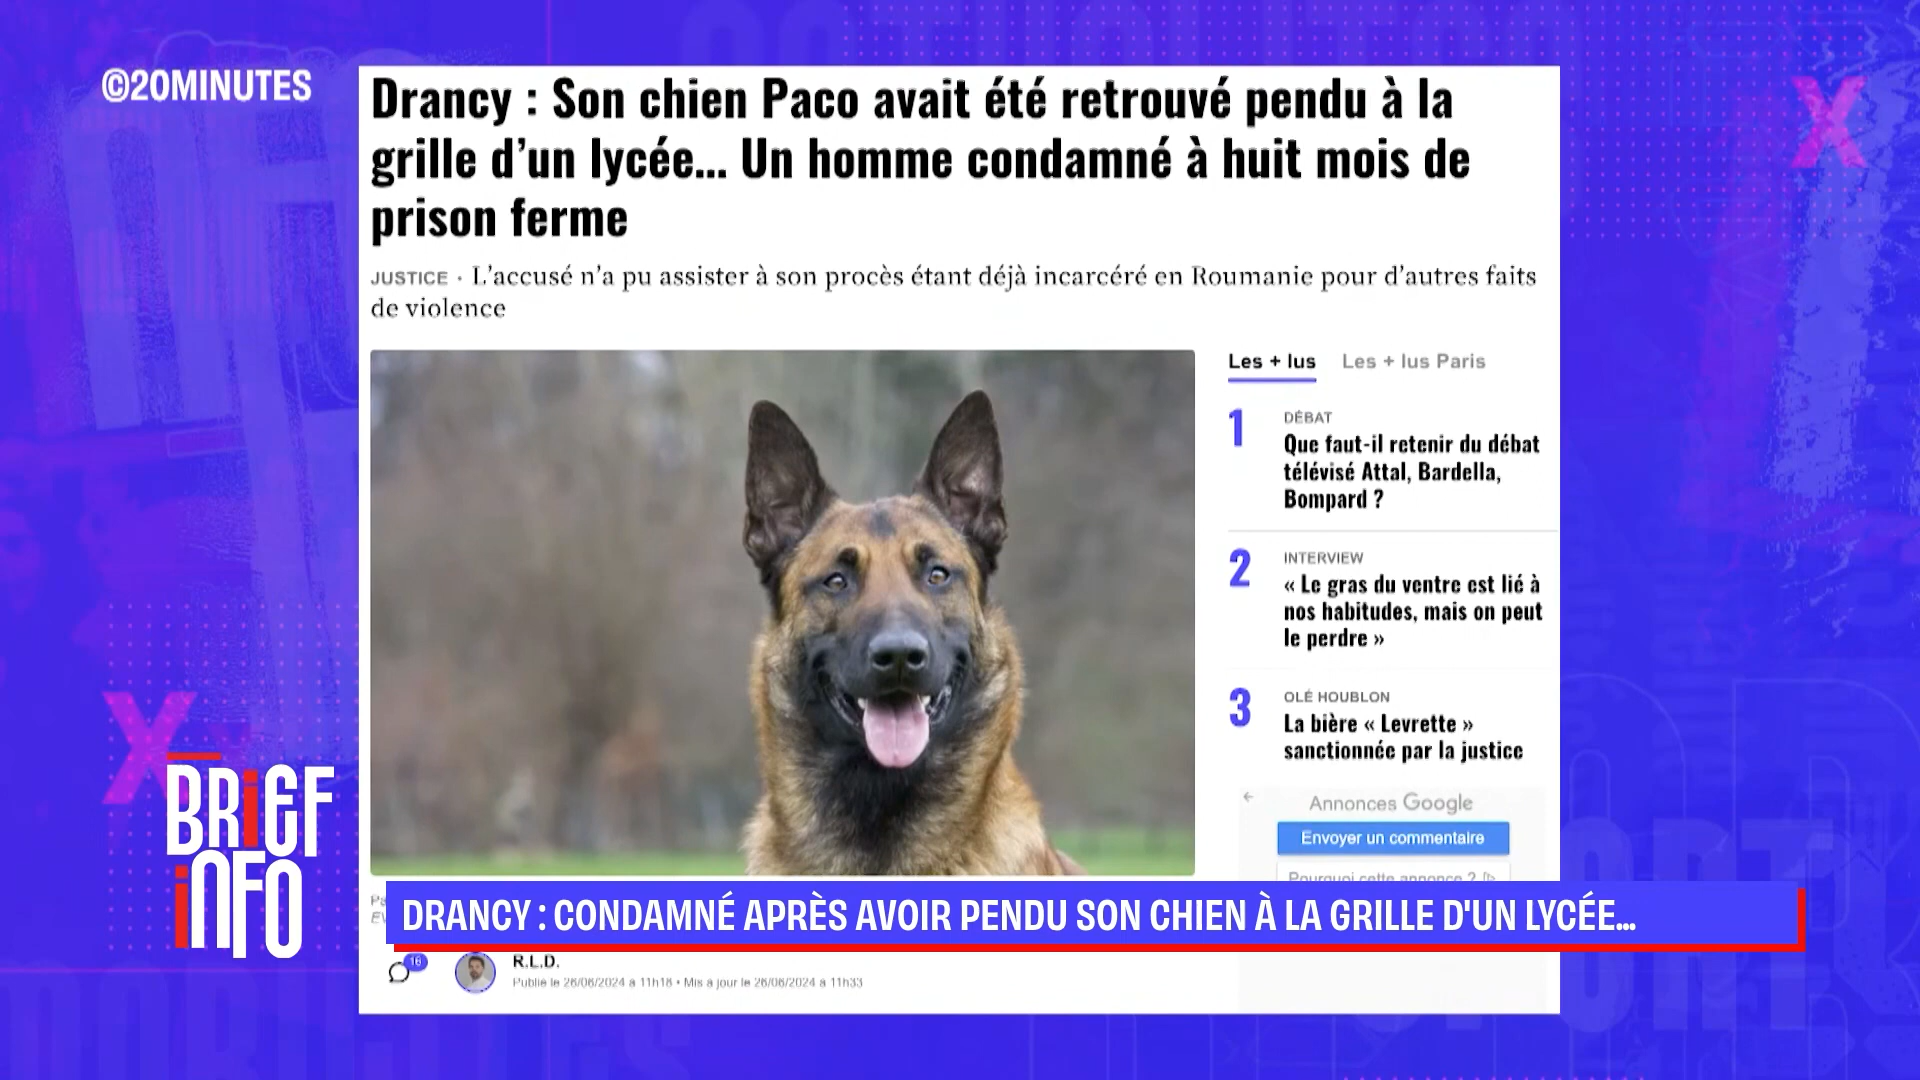 ©20MINUTES
Drancy : Son chien Paco avait été retrouvé pendu à la
grille d’un lycée... Un homme condamné à huit mois de
prison ferme
JUSTICE • L’accusé n’a pu assister à son procès étant déjà incarcéré en Roumanie pour d’autres faits
de violence
Les + lus Les + lus Paris
1 DÉBAT
Que faut-il retenir du débat
télévisé Attal, Bardella,
Bompard ?
2 INTERVIEW
« Le gras du ventre est lié à
nos habitudes, mais on peut
le perdre »
3 OLÉ HOUBLON
La bière « Levrette »
sanctionnée par la justice
Annonces Google
Envoyer un commentaire
Pourquoi cette annonce ?
BRiEF
iNFO
DRANCY : CONDAMNÉ APRÈS AVOIR PENDU SON CHIEN À LA GRILLE D'UN LYCÉE...
16
R.L.D.
Publié le 26/06/2024 à 11h18 • Mis à jour le 26/06/2024 à 11h33